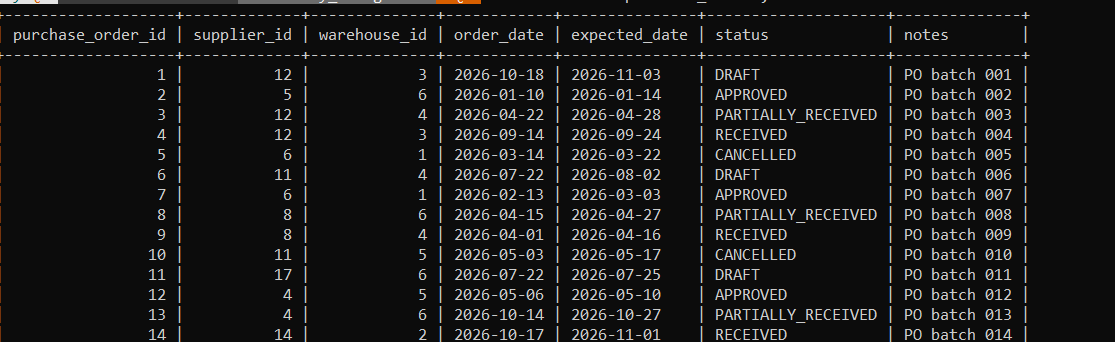 | purchase_order_id | supplier_id | warehouse_id | order_date | expected_date | status | notes |
| 1 | 12 | 3 | 2026-10-18 | 2026-11-03 | DRAFT | PO batch 001 |
| 2 | 5 | 6 | 2026-01-10 | 2026-01-14 | APPROVED | PO batch 002 |
| 3 | 12 | 4 | 2026-04-22 | 2026-04-28 | PARTIALLY_RECEIVED | PO batch 003 |
| 4 | 12 | 3 | 2026-09-14 | 2026-09-24 | RECEIVED | PO batch 004 |
| 5 | 6 | 1 | 2026-03-14 | 2026-03-22 | CANCELLED | PO batch 005 |
| 6 | 11 | 4 | 2026-07-22 | 2026-08-02 | DRAFT | PO batch 006 |
| 7 | 6 | 1 | 2026-02-13 | 2026-03-03 | APPROVED | PO batch 007 |
| 8 | 8 | 6 | 2026-04-15 | 2026-04-27 | PARTIALLY_RECEIVED | PO batch 008 |
| 9 | 8 | 4 | 2026-04-01 | 2026-04-16 | RECEIVED | PO batch 009 |
| 10 | 11 | 5 | 2026-05-03 | 2026-05-17 | CANCELLED | PO batch 010 |
| 11 | 17 | 6 | 2026-07-22 | 2026-07-25 | DRAFT | PO batch 011 |
| 12 | 4 | 5 | 2026-05-06 | 2026-05-10 | APPROVED | PO batch 012 |
| 13 | 4 | 6 | 2026-10-14 | 2026-10-27 | PARTIALLY_RECEIVED | PO batch 013 |
| 14 | 14 | 2 | 2026-10-17 | 2026-11-01 | RECEIVED | PO batch 014 |